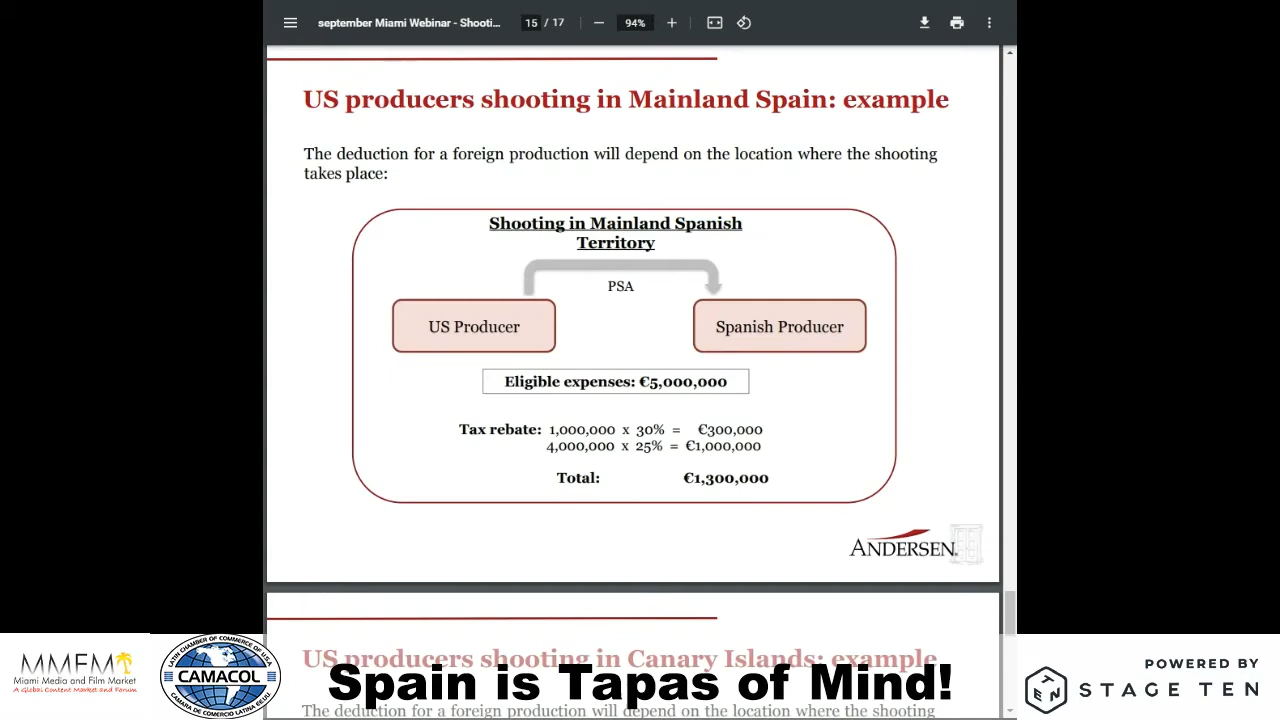 september Miami Webinar - Shooti...
15 / 17
94%
US producers shooting in Mainland Spain: example
The deduction for a foreign production will depend on the location where the shooting
takes place:
Shooting in Mainland Spanish
Territory
PSA
US Producer
Spanish Producer
Eligible expenses: €5,000,000
Tax rebate: 1,000,000 x 30% = €300,000
4,000,000 x 25% = €1,000,000
Total: €1,300,000
ANDERSEN.
US producers shooting in Canary Islands: example
The deduction for a foreign production will depend on the location where the shooting
MMFM
Miami Media and Film Market
A Global Content Market and Forum
LATIN CHAMBER OF COMMERCE OF U.S.A.
CAMACOL
CAMARA DE COMERCIO LATINA EE.UU.
Spain is Tapas of Mind!
TEN
POWERED BY
STAGE TEN